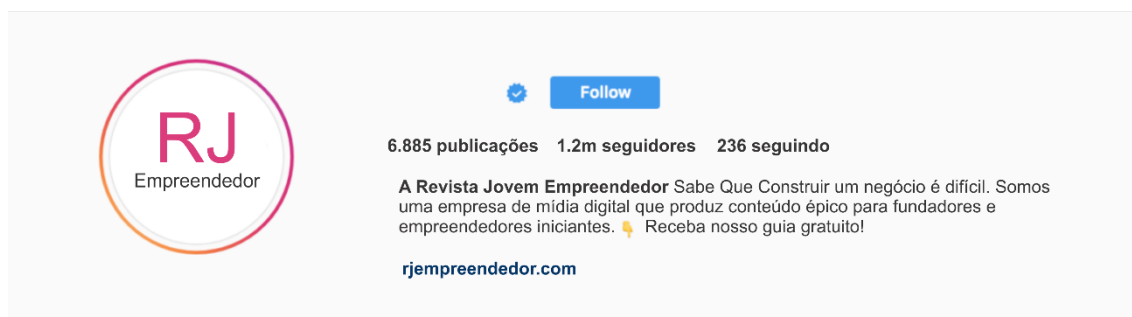 RJ
Empreendedor
Follow
6.885 publicações 1.2m seguidores 236 seguindo
A Revista Jovem Empreendedor Sabe Que Construir um negócio é difícil. Somos
uma empresa de mídia digital que produz conteúdo épico para fundadores e
empreendedores iniciantes. 👇 Receba nosso guia gratuito!
rjempreendedor.com